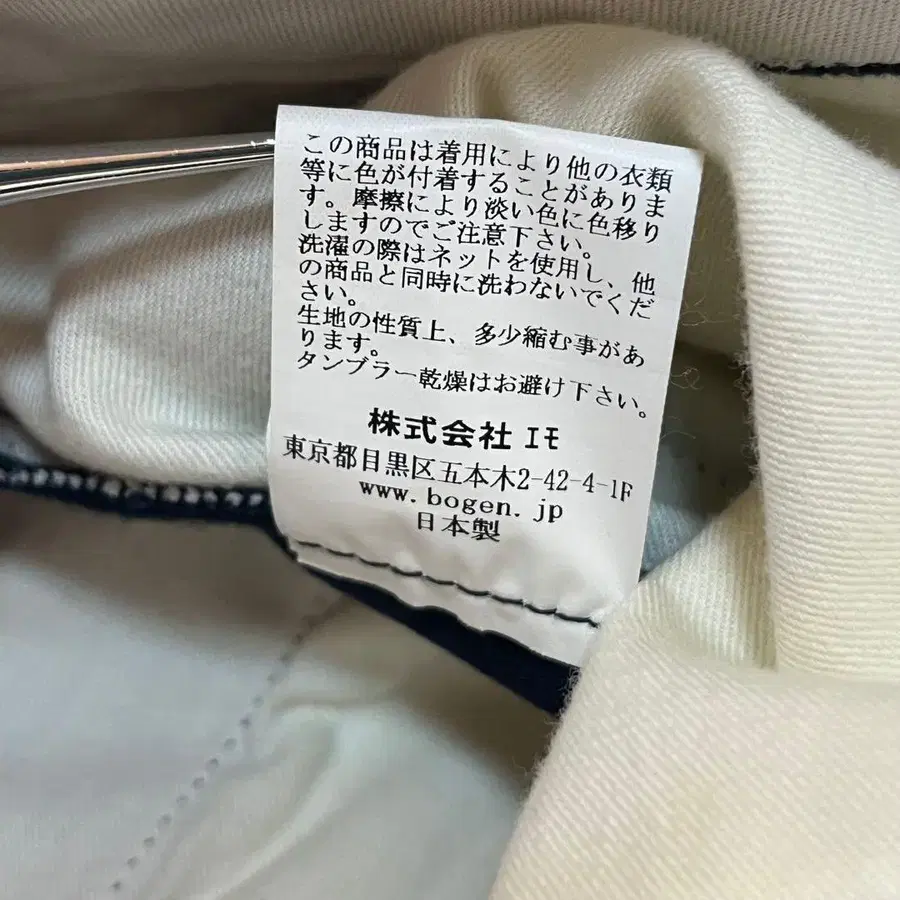 この商品は着用により他の衣類
等に色が付着することがありま
す。摩擦により淡い色に色移り
しますのでご注意下さい。
洗濯の際はネットを使用し、他
の商品と同時に洗わないでくだ
さい。
生地の性質上、多少縮む事があ
ります。
タンブラー乾燥はお避け下さい。
株式会社エモ
東京都目黒区五本木2-42-4-1F
www.bogen.jp
日本製